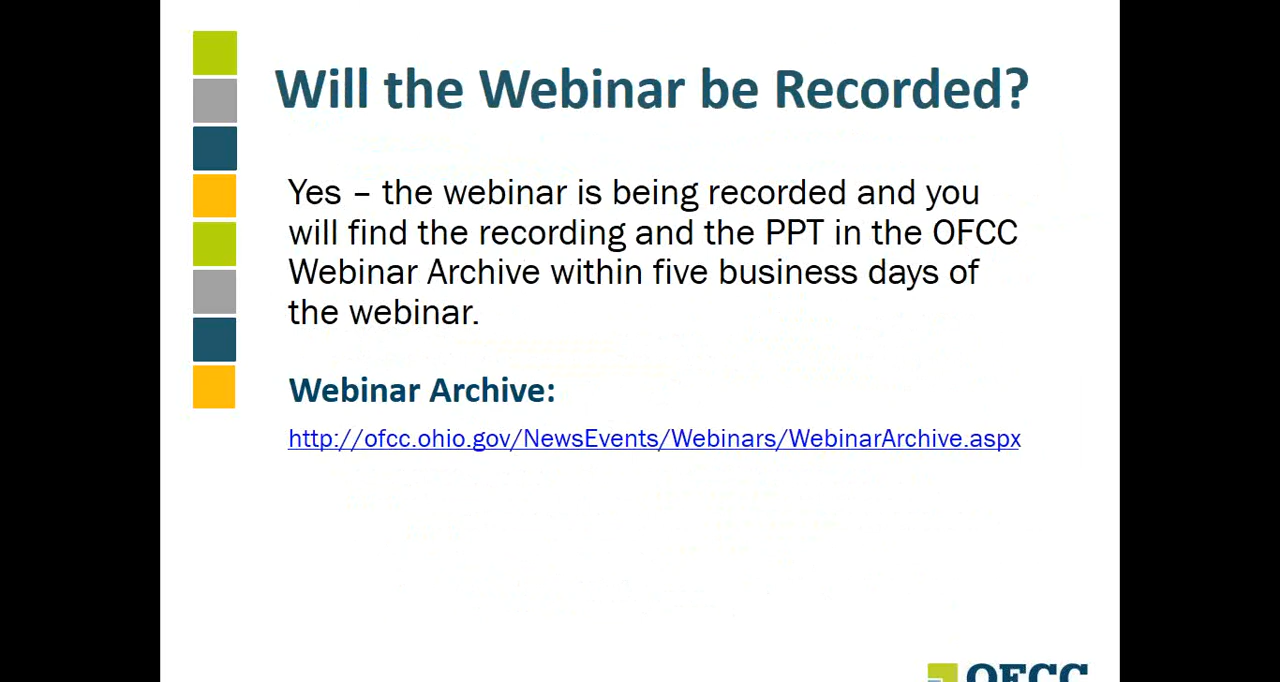 Will the Webinar be Recorded?
Yes – the webinar is being recorded and you
will find the recording and the PPT in the OFCC
Webinar Archive within five business days of
the webinar.
Webinar Archive:
http://ofcc.ohio.gov/NewsEvents/Webinars/WebinarArchive.aspx
OFCC